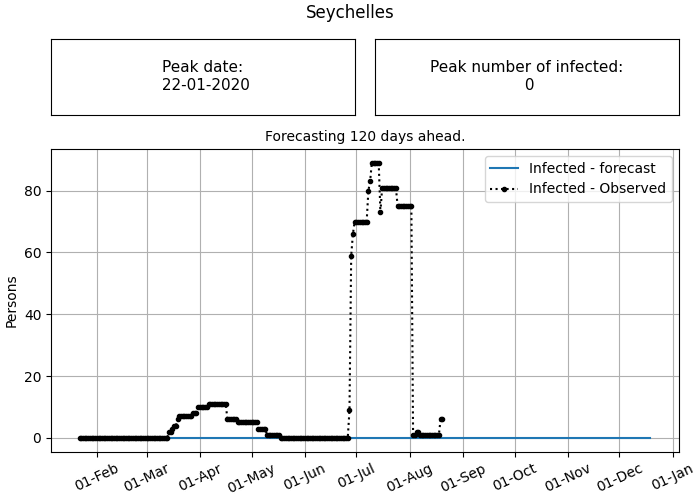 Seychelles
Peak date:
22-01-2020
Peak number of infected:
0
Forecasting 120 days ahead.
Infected - forecast
Infected - Observed
Persons
80
60
40
20
0
01-Feb
01-Mar
01-Apr
01-May
01-Jun
01-Jul
01-Aug
01-Sep
01-Oct
01-Nov
01-Dec
01-Jan